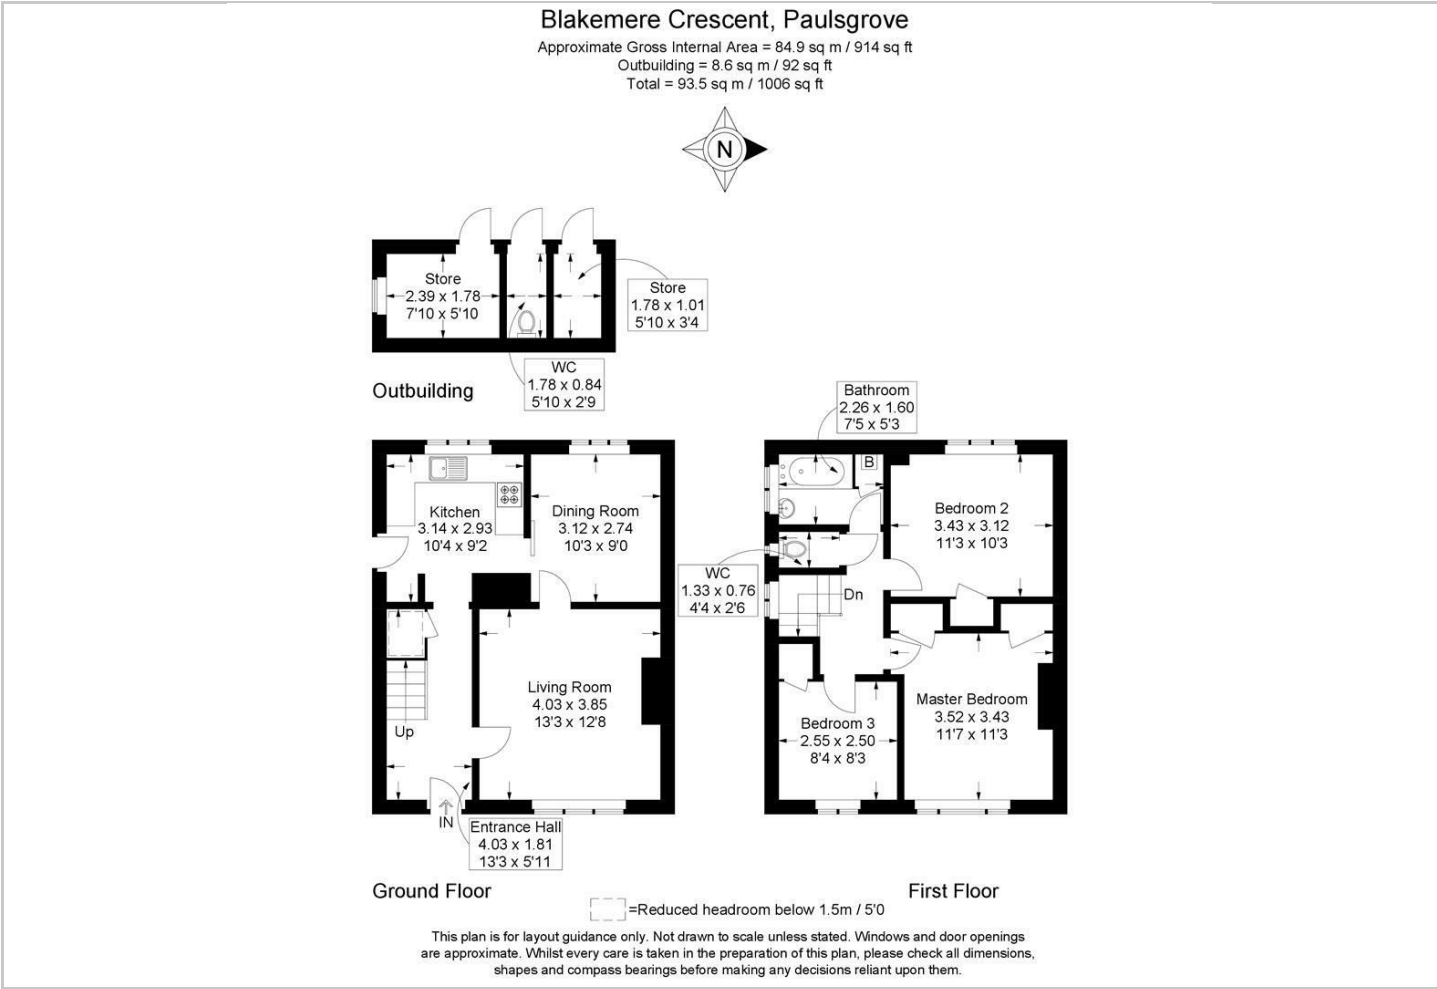 Blakemere Crescent, Paulsgrove
Approximate Gross Internal Area = 84.9 sq m / 914 sq ft
Outbuilding = 8.6 sq m / 92 sq ft
Total = 93.5 sq m / 1006 sq ft
N
Store
2.39 x 1.78
7'10 x 5'10
Store
1.78 x 1.01
5'10 x 3'4
WC
1.78 x 0.84
5'10 x 2'9
Outbuilding
Bathroom
2.26 x 1.60
7'5 x 5'3
Kitchen
3.14 x 2.93
10'4 x 9'2
Dining Room
3.12 x 2.74
10'3 x 9'0
Living Room
4.03 x 3.85
13'3 x 12'8
Up
IN
Entrance Hall
4.03 x 1.81
13'3 x 5'11
Ground Floor
B
Bedroom 2
3.43 x 3.12
11'3 x 10'3
WC
1.33 x 0.76
4'4 x 2'6
Dn
Master Bedroom
3.52 x 3.43
11'7 x 11'3
Bedroom 3
2.55 x 2.50
8'4 x 8'3
First Floor
=Reduced headroom below 1.5m / 5'0
This plan is for layout guidance only. Not drawn to scale unless stated. Windows and door openings
are approximate. Whilst every care is taken in the preparation of this plan, please check all dimensions,
shapes and compass bearings before making any decisions reliant upon them.